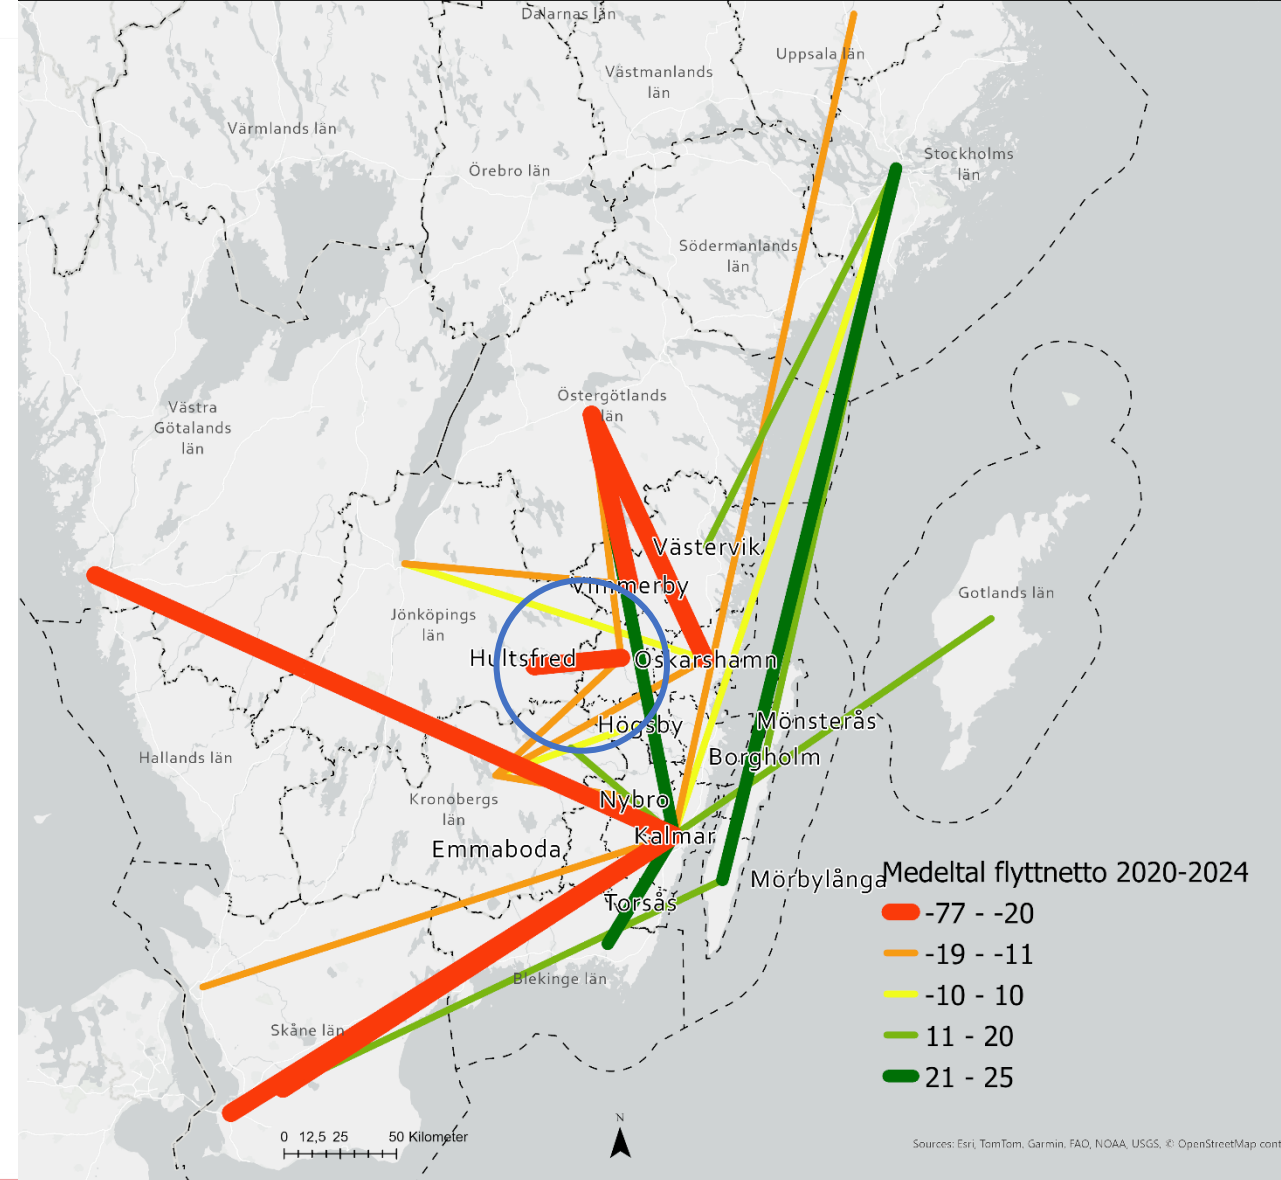 Dalarnas län
Uppsala län
Västmanlands
län
Värmlands län
Örebro län
Stockholms
län
Södermanlands
län
Östergötlands
län
Västra
Götalands
län
Västervik
Vimmerby
Gotlands län
Jönköpings
län
Hultsfred
Oskarshamn
Högsby
Mönsterås
Borgholm
Hallands län
Kronobergs
län
Nybro
Kalmar
Emmaboda
Mörbylånga
Torsås
Blekinge län
Skåne län
Medeltal flyttnetto 2020-2024
-77 - -20
-19 - -11
-10 - 10
11 - 20
21 - 25
N
0 12,5 25 50 Kilometer
Sources: Esri, TomTom, Garmin, FAO, NOAA, USGS, © OpenStreetMap cont